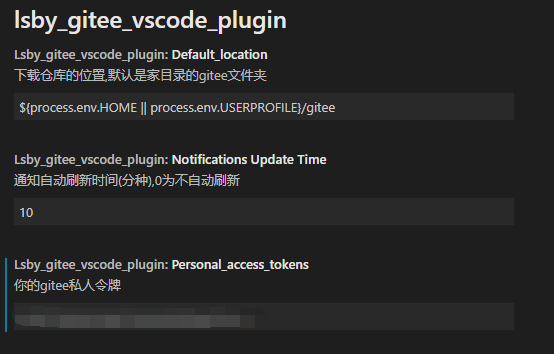 lsby_gitee_vscode_plugin
Lsby_gitee_vscode_plugin: Default_location
下载仓库的位置,默认是家目录的gitee文件夹
${process.env.HOME || process.env.USERPROFILE}/gitee
Lsby_gitee_vscode_plugin: Notifications Update Time
通知自动刷新时间(分种),0为不自动刷新
10
Lsby_gitee_vscode_plugin: Personal_access_tokens
你的gitee私人令牌